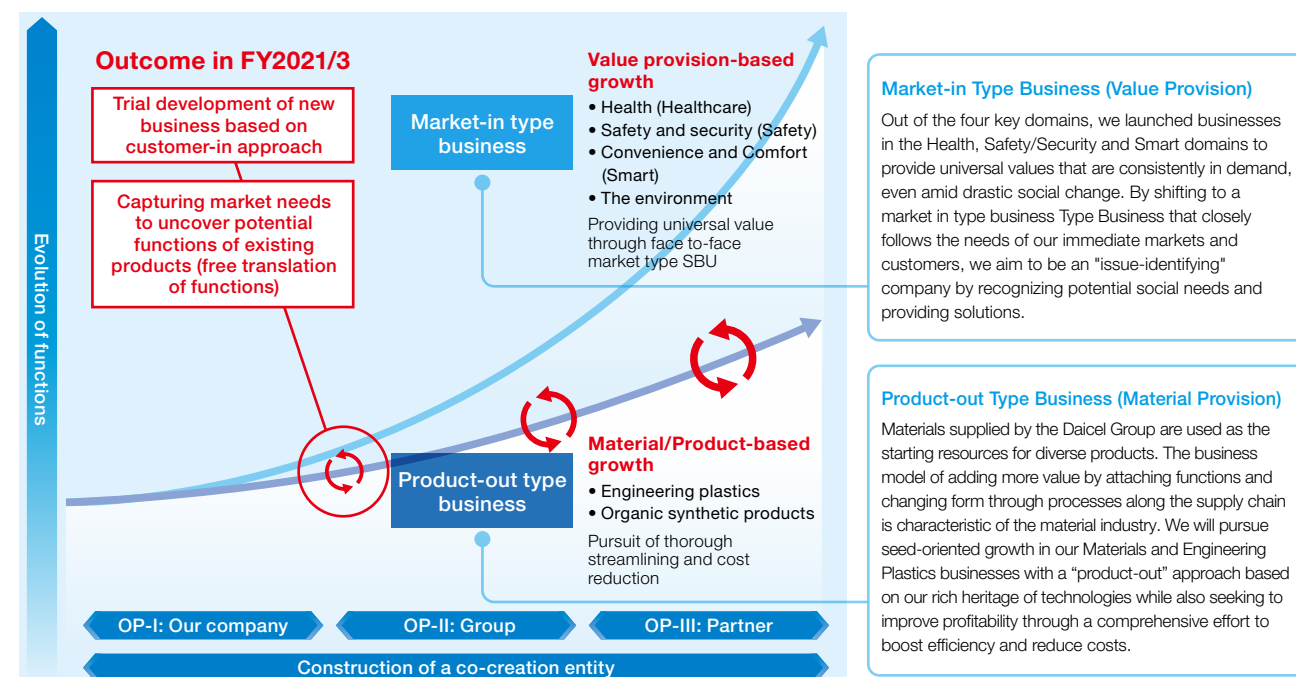 Evolution of functions
Outcome in FY2021/3
Trial development of new
business based on
customer-in approach
Capturing market needs
to uncover potential
functions of existing
products (free translation
of functions)
Market-in type
business
Value provision-based
growth
• Health (Healthcare)
• Safety and security (Safety)
• Convenience and Comfort
(Smart)
• The environment
Providing universal value
through face to-face
market type SBU
Product-out type
business
Material/Product-based
growth
• Engineering plastics
• Organic synthetic products
Pursuit of thorough
streamlining and cost
reduction
OP-I: Our company
OP-II: Group
OP-III: Partner
Construction of a co-creation entity
Market-in Type Business (Value Provision)
Out of the four key domains, we launched businesses
in the Health, Safety/Security and Smart domains to
provide universal values that are consistently in demand,
even amid drastic social change. By shifting to a
market in type business Type Business that closely
follows the needs of our immediate markets and
customers, we aim to be an "issue-identifying"
company by recognizing potential social needs and
providing solutions.
Product-out Type Business (Material Provision)
Materials supplied by the Daicel Group are used as the
starting resources for diverse products. The business
model of adding more value by attaching functions and
changing form through processes along the supply chain
is characteristic of the material industry. We will pursue
seed-oriented growth in our Materials and Engineering
Plastics businesses with a “product-out” approach based
on our rich heritage of technologies while also seeking to
improve profitability through a comprehensive effort to
boost efficiency and reduce costs.